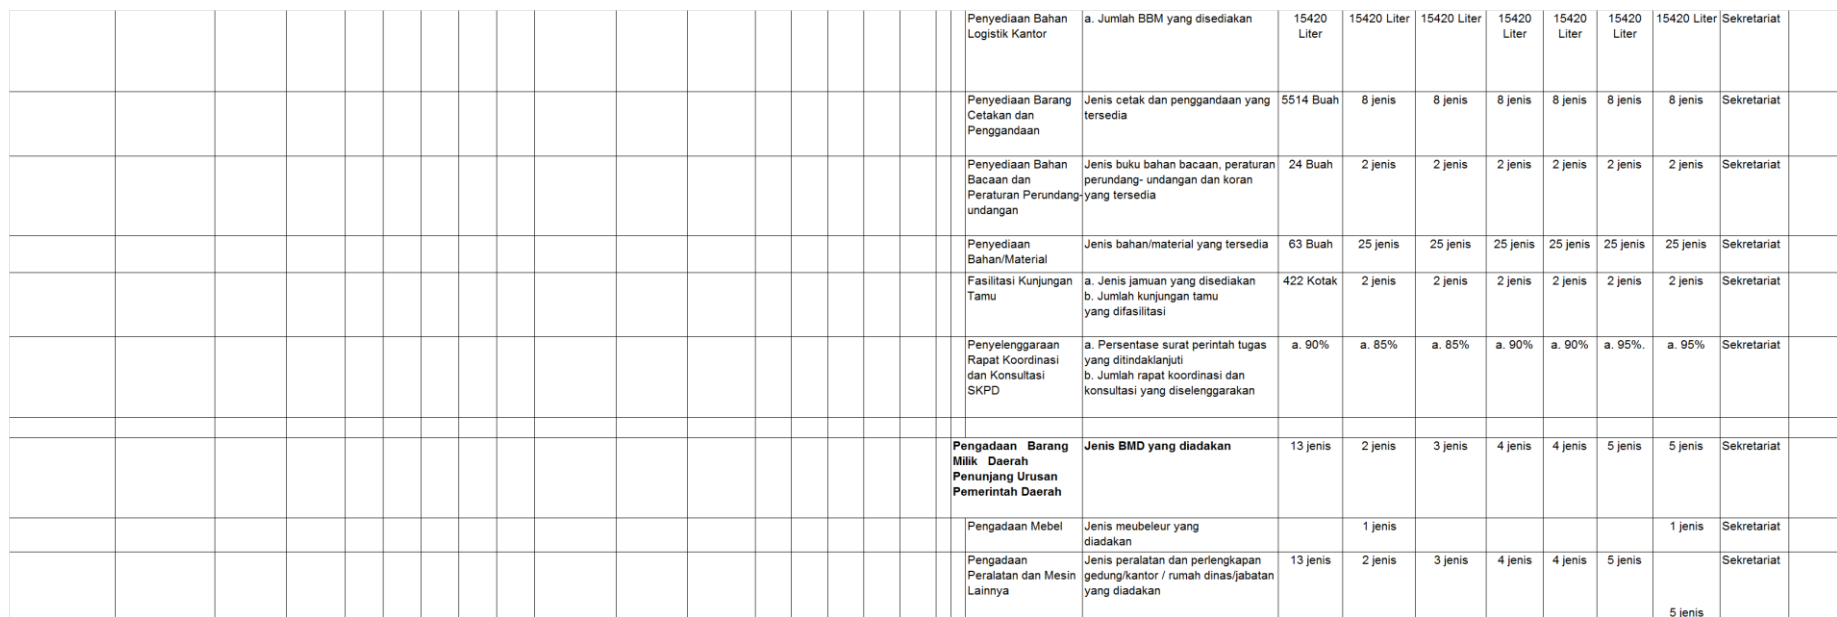 Penyediaan Bahan a. Jumlah BBM yang disediakan 15420 15420 Liter 15420 Liter 15420 15420 15420 15420 Liter Sekretariat
Logistik Kantor Liter Liter Liter Liter
Penyediaan Barang Jenis cetak dan penggandaan yang 5514 Buah 8 jenis 8 jenis 8 jenis 8 jenis 8 jenis 8 jenis Sekretariat
Cetakan dan tersedia
Penggandaan
Penyediaan Bahan Jenis buku bahan bacaan, peraturan 24 Buah 2 jenis 2 jenis 2 jenis 2 jenis 2 jenis 2 jenis Sekretariat
Bacaan dan perundang- undangan dan koran
Peraturan Perundang- yang tersedia
undangan
Penyediaan Jenis bahan/material yang tersedia 63 Buah 25 jenis 25 jenis 25 jenis 25 jenis 25 jenis 25 jenis Sekretariat
Bahan/Material
Fasilitasi Kunjungan a. Jenis jamuan yang disediakan 422 Kotak 2 jenis 2 jenis 2 jenis 2 jenis 2 jenis 2 jenis Sekretariat
Tamu b. Jumlah kunjungan tamu
yang difasilitasi
Penyelenggaraan a. Persentase surat perintah tugas a. 90% a. 85% a. 85% a. 90% a. 90% a. 95%. a. 95% Sekretariat
Rapat Koordinasi yang ditindaklanjuti
dan Konsultasi b. Jumlah rapat koordinasi dan
SKPD konsultasi yang diselenggarakan
Pengadaan Barang Jenis BMD yang diadakan 13 jenis 2 jenis 3 jenis 4 jenis 4 jenis 5 jenis 5 jenis Sekretariat
Milik Daerah
Penunjang Urusan
Pemerintah Daerah
Pengadaan Mebel Jenis meubeleur yang 1 jenis 1 jenis Sekretariat
diadakan
Pengadaan Jenis peralatan dan perlengkapan 13 jenis 2 jenis 3 jenis 4 jenis 4 jenis 5 jenis Sekretariat
Peralatan dan Mesin gedung/kantor / rumah dinas/jabatan
Lainnya yang diadakan
5 jenis